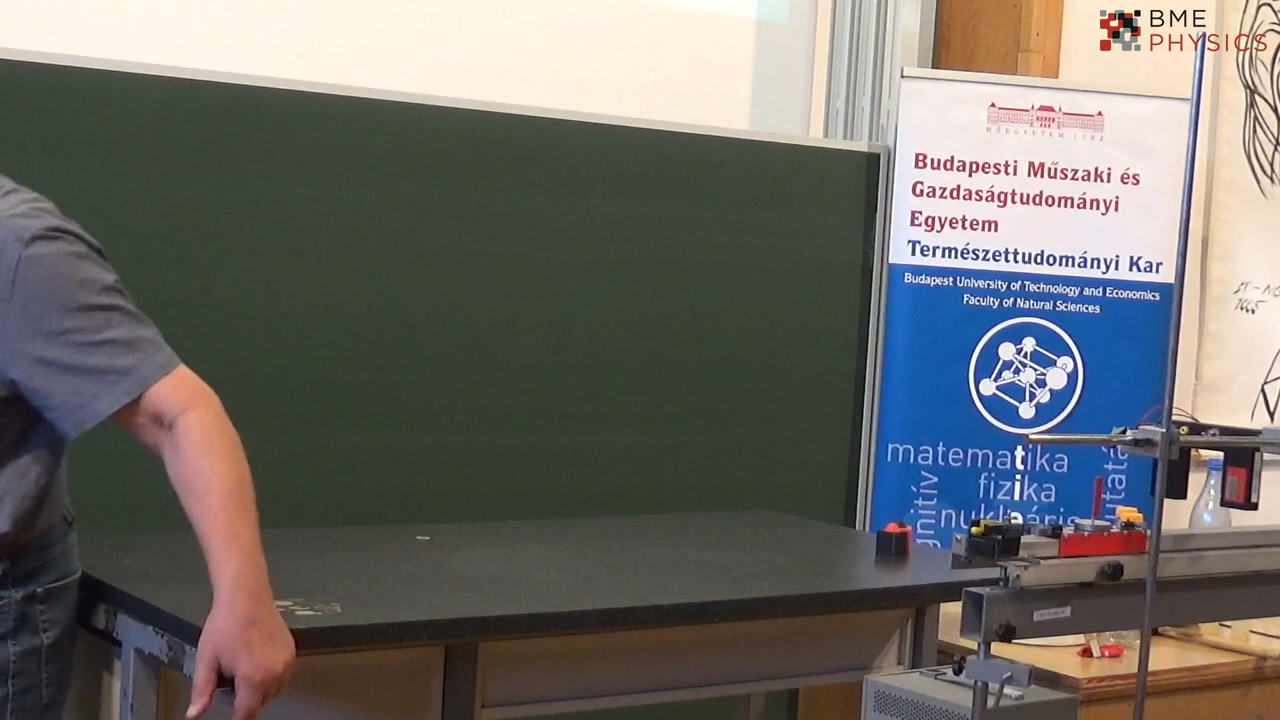 BME
PHYSICS
MŰEGYETEM 1782
Budapesti Műszaki és
Gazdaságtudományi
Egyetem
Természettudományi Kar
Budapest University of Technology and Economics
Faculty of Natural Sciences
matematika
fizika